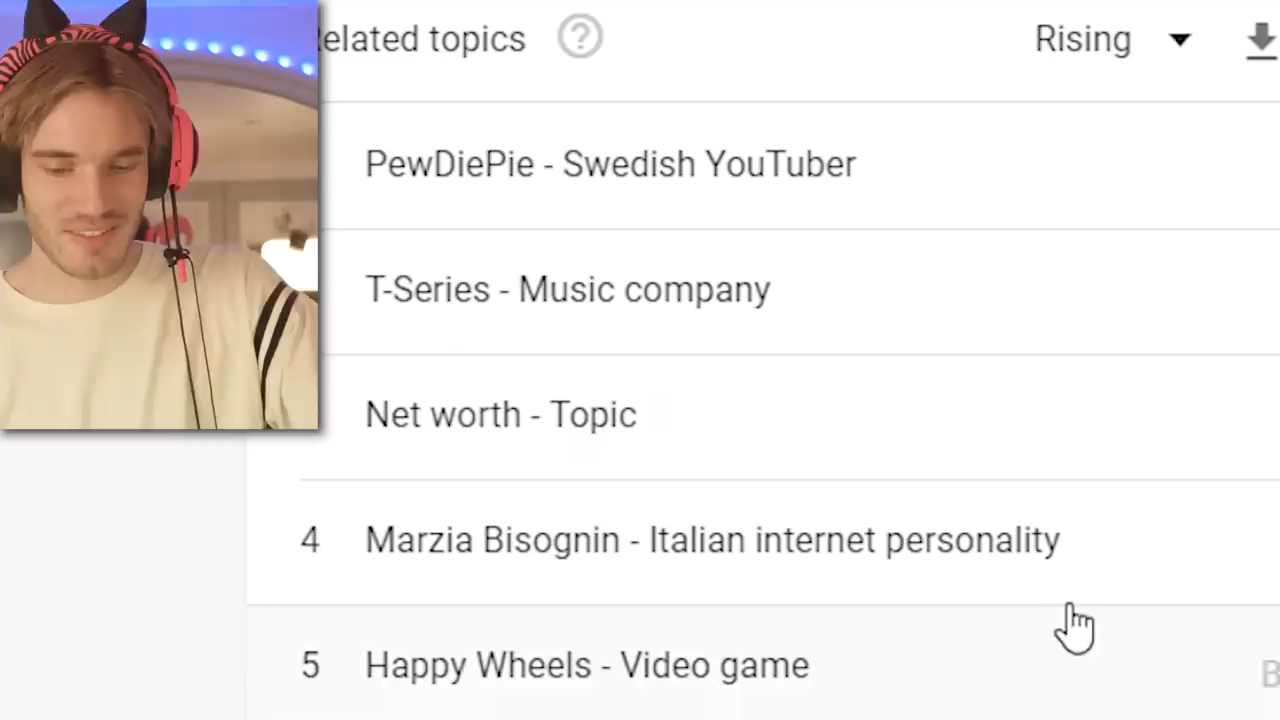 elated topics
Rising
PewDiePie - Swedish YouTuber
T-Series - Music company
Net worth - Topic
4 Marzia Bisognin - Italian internet personality
5 Happy Wheels - Video game